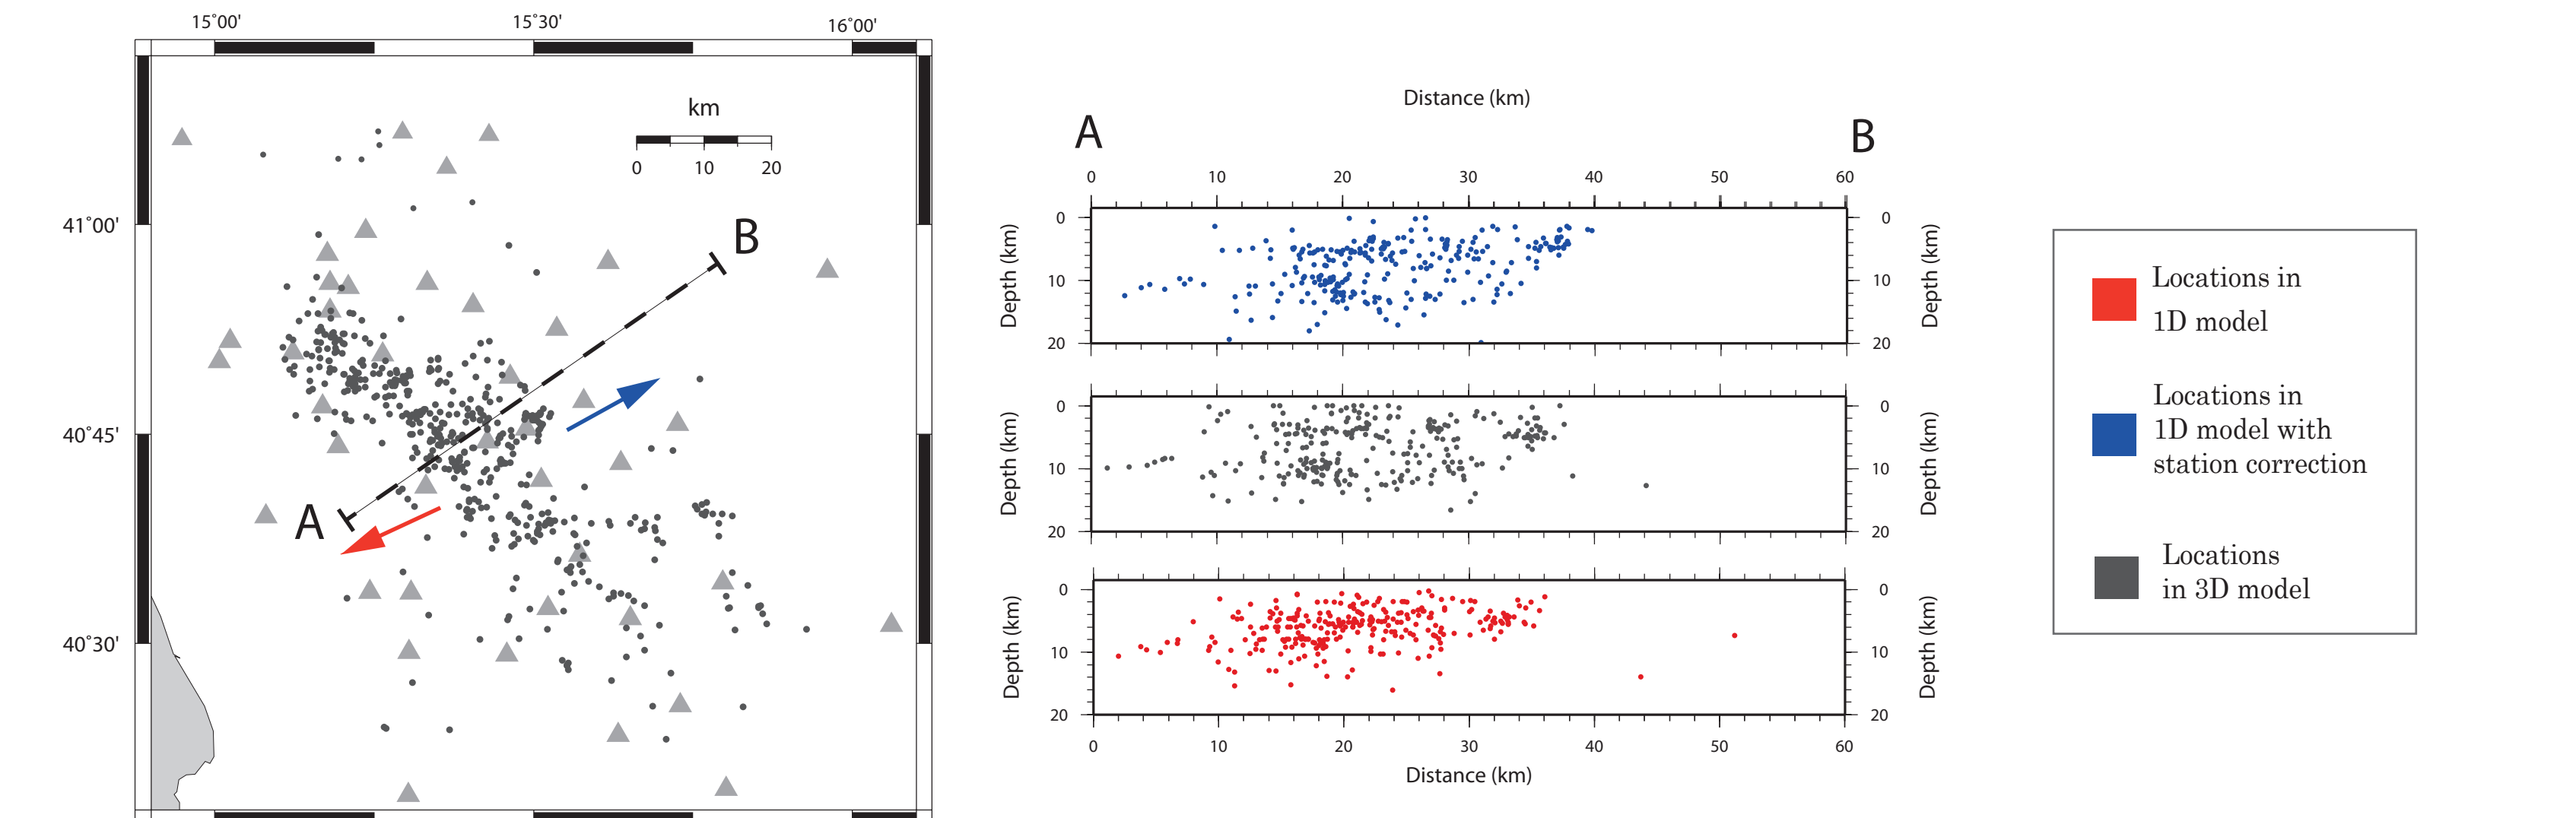 15°00'
15°30'
16°00'
km
0 10 20
41°00'
40°45'
40°30'
B
A
Distance (km)
A
B
0 10 20 30 40 50 60
Depth (km)
0
10
20
0
10
20
Depth (km)
Depth (km)
0
10
20
0
10
20
Depth (km)
Depth (km)
0
10
20
0
10
20
Depth (km)
0 10 20 30 40 50 60
Distance (km)
Locations in
1D model
Locations in
1D model with
station correction
Locations
in 3D model